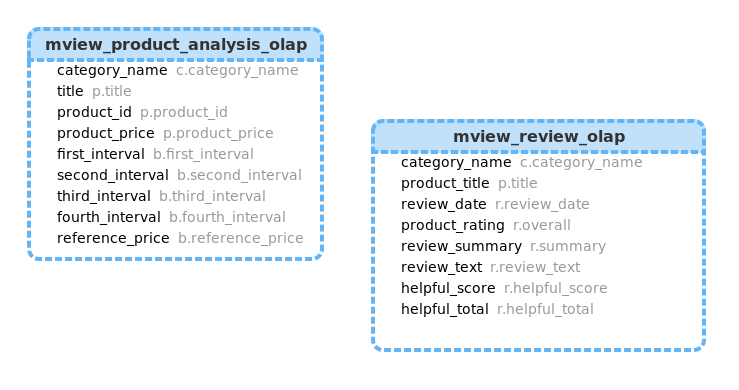 mview_product_analysis_olap
category_name c.category_name
title p.title
product_id p.product_id
product_price p.product_price
first_interval b.first_interval
second_interval b.second_interval
third_interval b.third_interval
fourth_interval b.fourth_interval
reference_price b.reference_price
mview_review_olap
category_name c.category_name
product_title p.title
review_date r.review_date
product_rating r.overall
review_summary r.summary
review_text r.review_text
helpful_score r.helpful_score
helpful_total r.helpful_total